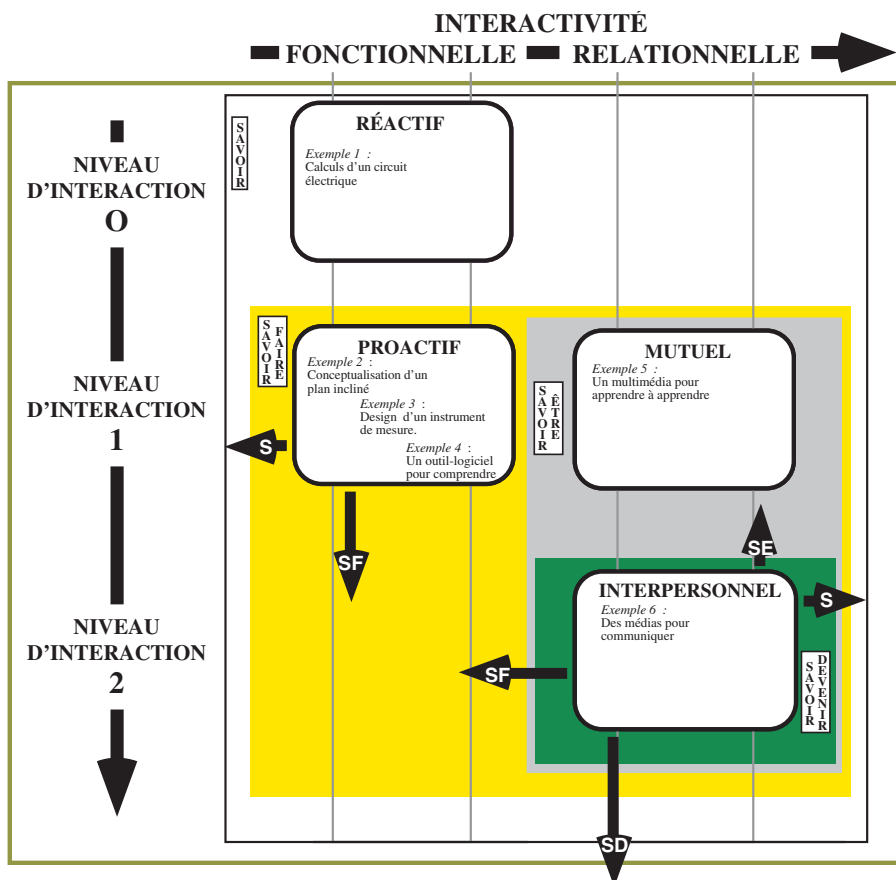 INTERACTIVITÉ
FONCTIONNELLE RELATIONNELLE
NIVEAU
D'INTERACTION
O
SAVOIR
RÉACTIF
Exemple 1 :
Calculs d'un circuit
électrique
NIVEAU
D'INTERACTION
1
SAVOIR
FAIRE
PROACTIF
Exemple 2 :
Conceptualisation d'un
plan incliné
Exemple 3 :
Design d'un instrument
de mesure.
Exemple 4 :
Un outil-logiciel
pour comprendre
S
SF
SAVOIR
ÊTRE
MUTUEL
Exemple 5 :
Un multimédia pour
apprendre à apprendre
SE
NIVEAU
D'INTERACTION
2
INTERPERSONNEL
Exemple 6 :
Des médias pour
communiquer
S
SF
SAVOIR
DEVENIR
SD